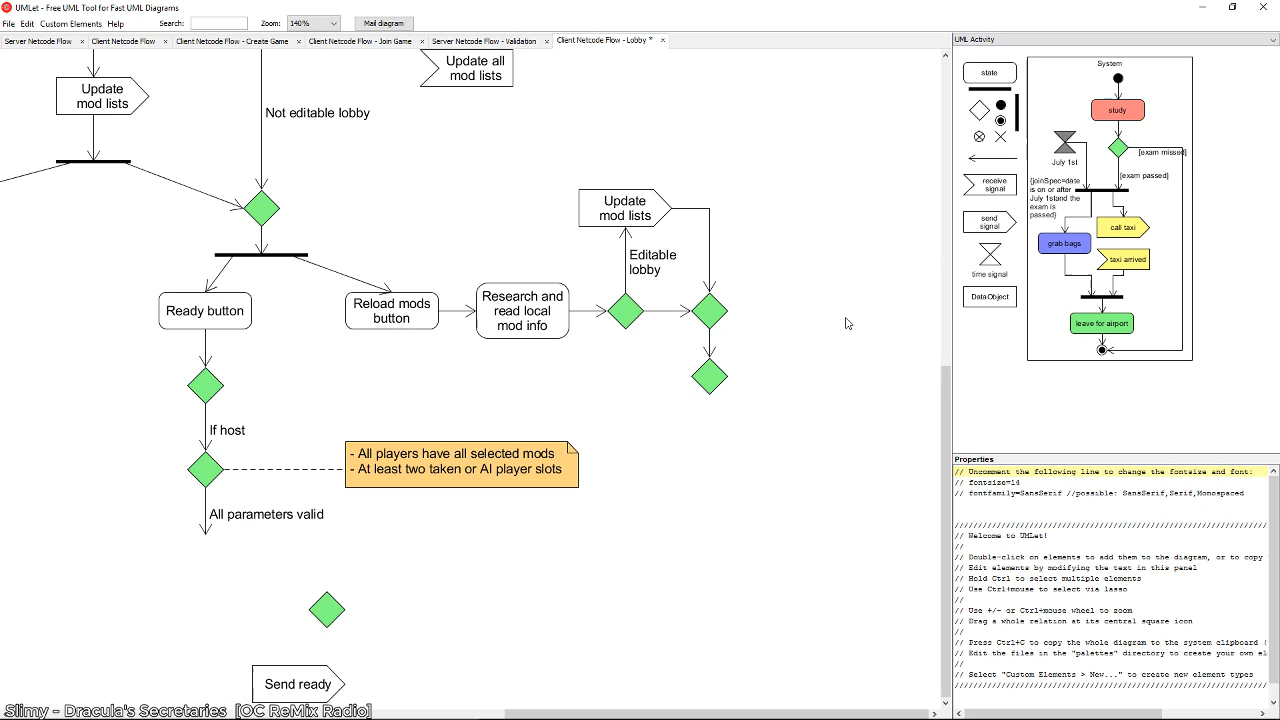 UMLet - Free UML Tool for Fast UML Diagrams
File Edit Custom Elements Help Search: Zoom: 140% Mail diagram
Server Netcode Flow × Client Netcode Flow × Client Netcode Flow - Create Game × Client Netcode Flow - Join Game × Server Netcode Flow - Validation × Client Netcode Flow - Lobby * ×
Update
mod lists
Not editable lobby
Update all
mod lists
Update
mod lists
Editable
lobby
Ready button
Reload mods
button
Research and
read local
mod info
If host
- All players have all selected mods
- At least two taken or AI player slots
All parameters valid
Send ready
Slimy - Dracula's Secretaries [OC ReMix Radio]
UML Activity
state
receive
signal
send
signal
time signal
DataObject
System
study
July 1st
[exam missed]
[exam passed]
{joinSpec=date
is on or after
July 1stand the
exam is
passed}
call taxi
grab bags
taxi arrived
leave for airport
Properties
// Uncomment the following line to change the fontsize and font:
// fontsize=14
// fontfamily=SansSerif //possible: SansSerif,Serif,Monospaced
//////////////////////////////////////////////////////////////
// Welcome to UMLet!
//
// Double-click on elements to add them to the diagram, or to copy
// Edit elements by modifying the text in this panel
// Hold Ctrl to select multiple elements
// Use Ctrl+mouse to select via lasso
//
// Use +/- or Ctrl+mouse wheel to zoom
// Drag a whole relation at its central square icon
//
// Press Ctrl+C to copy the whole diagram to the system clipboard (
// Edit the files in the "palettes" directory to create your own el
//
// Select "Custom Elements > New..." to create new element types
//////////////////////////////////////////////////////////////